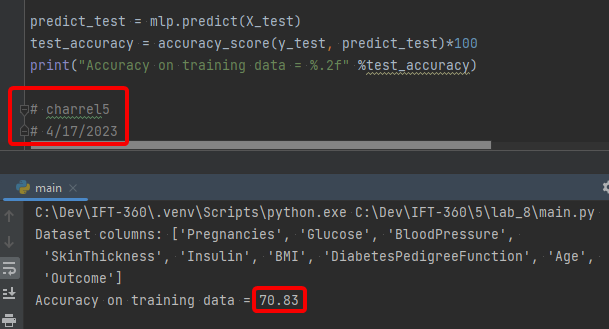 predict_test = mlp.predict(X_test)
test_accuracy = accuracy_score(y_test, predict_test)*100
print("Accuracy on training data = %.2f" %test_accuracy)
# charrel5
# 4/17/2023
main
C:\Dev\IFT-360\.venv\Scripts\python.exe C:\Dev\IFT-360\5\lab_8\main.py
Dataset columns: ['Pregnancies', 'Glucose', 'BloodPressure',
'SkinThickness', 'Insulin', 'BMI', 'DiabetesPedigreeFunction', 'Age',
'Outcome']
Accuracy on training data = 70.83